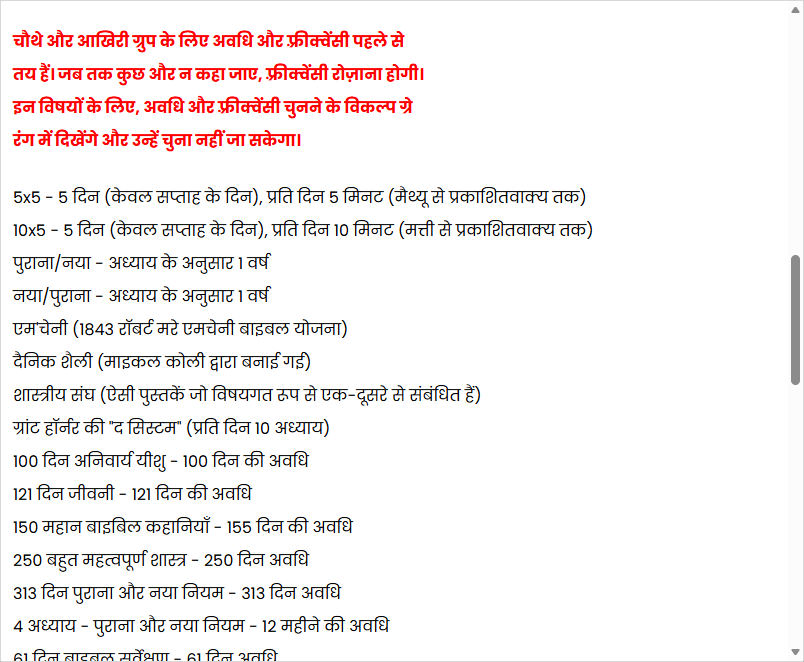 चौथे और आखिरी ग्रुप के लिए अवधि और फ़्रीक्वेंसी पहले से
तय हैं। जब तक कुछ और न कहा जाए, फ़्रीक्वेंसी रोज़ाना होगी।
इन विषयों के लिए, अवधि और फ़्रीक्वेंसी चुनने के विकल्प ग्रे
रंग में दिखेंगे और उन्हें चुना नहीं जा सकेगा।
5x5 - 5 दिन (केवल सप्ताह के दिन), प्रति दिन 5 मिनट (मैथ्यू से प्रकाशितवाक्य तक)
10x5 - 5 दिन (केवल सप्ताह के दिन), प्रति दिन 10 मिनट (मत्ती से प्रकाशितवाक्य तक)
पुराना/नया - अध्याय के अनुसार 1 वर्ष
नया/पुराना - अध्याय के अनुसार 1 वर्ष
एम'चेनी (1843 रॉबर्ट मरे एमचेनी बाइबल योजना)
दैनिक शैली (माइकल कोली द्वारा बनाई गई)
शास्त्रीय संघ (ऐसी पुस्तकें जो विषयगत रूप से एक-दूसरे से संबंधित हैं)
ग्रांट हॉर्नर की "द सिस्टम" (प्रति दिन 10 अध्याय)
100 दिन अनिवार्य यीशु - 100 दिन की अवधि
121 दिन जीवनी - 121 दिन की अवधि
150 महान बाइबिल कहानियाँ - 155 दिन की अवधि
250 बहुत महत्वपूर्ण शास्त्र - 250 दिन अवधि
313 दिन पुराना और नया नियम - 313 दिन अवधि
4 अध्याय - पुराना और नया नियम - 12 महीने की अवधि
61 दिन बाइबल सर्वेक्षण - 61 दिन अवधि